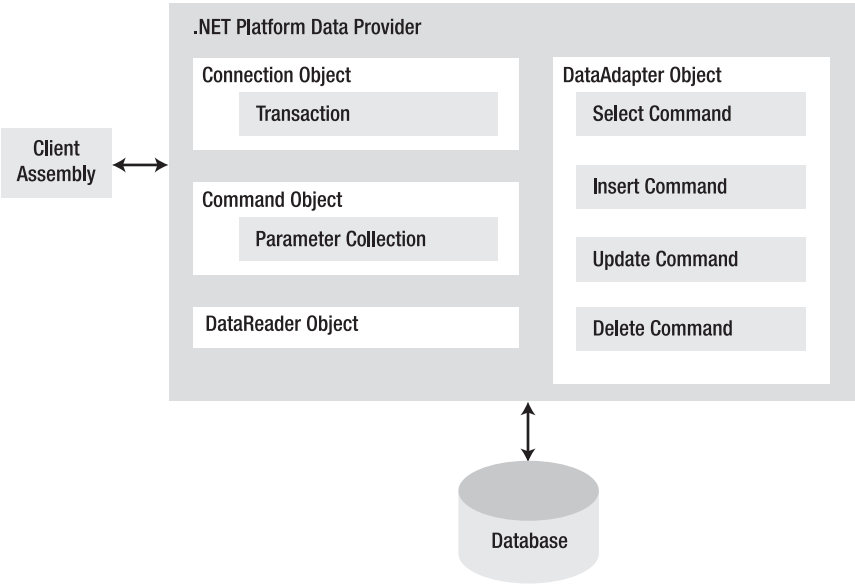 .NET Platform Data Provider
Connection Object
Transaction
Client
Assembly
Command Object
Parameter Collection
DataReader Object
DataAdapter Object
Select Command
Insert Command
Update Command
Delete Command
Database